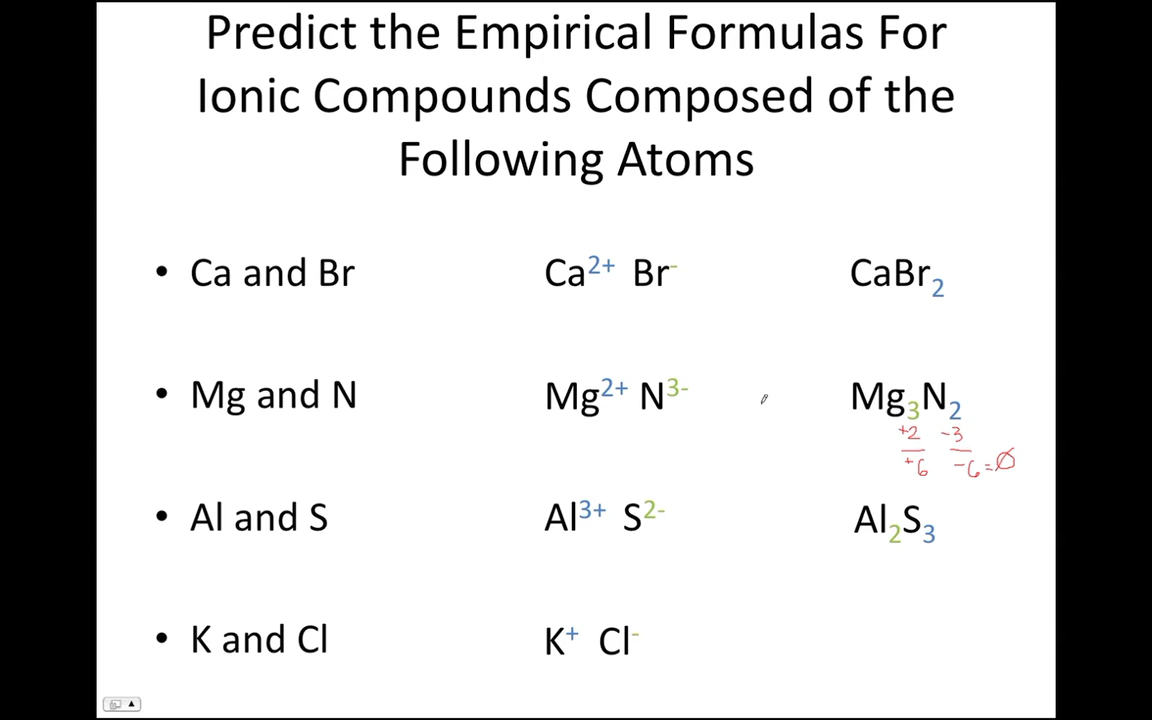 Predict the Empirical Formulas For
Ionic Compounds Composed of the
Following Atoms
• Ca and Br Ca²⁺ Br⁻ CaBr₂
• Mg and N Mg²⁺ N³⁻ Mg₃N₂
+2 -3
+6 -6=∅
• Al and S Al³⁺ S²⁻ Al₂S₃
• K and Cl K⁺ Cl⁻